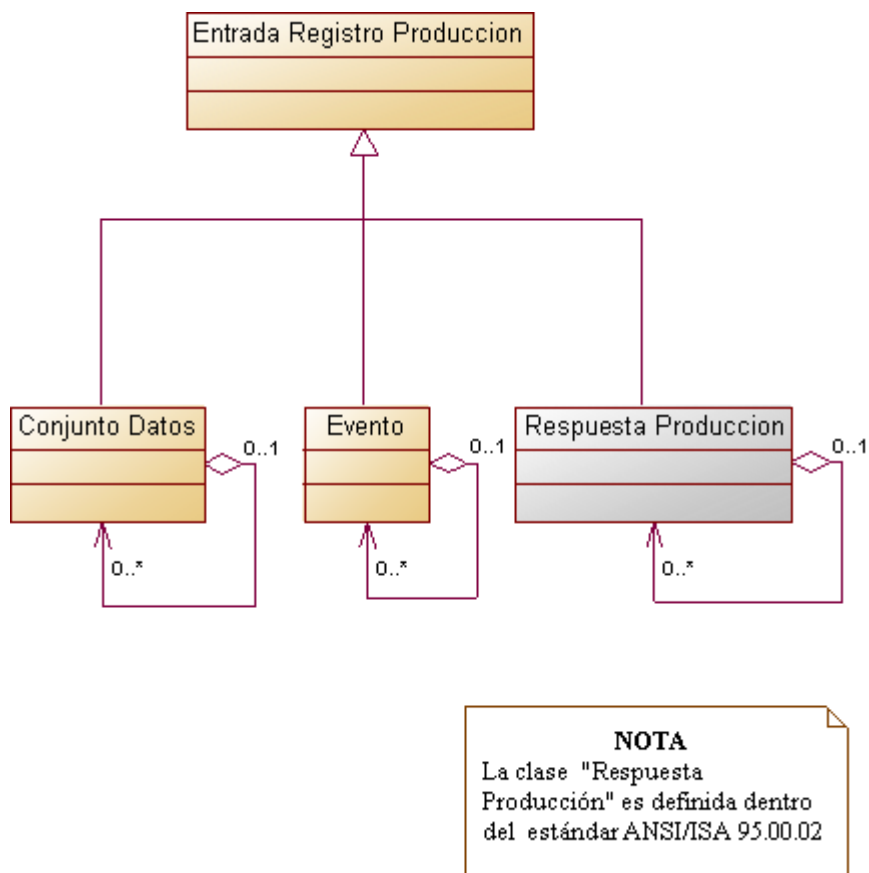 Entrada Registro Produccion
Conjunto Datos
0..1
Evento
0..1
Respuesta Produccion
0..1
0..*
0..*
0..*
NOTA
La clase "Respuesta
Producción" es definida dentro
del estándar ANSI/ISA 95.00.02